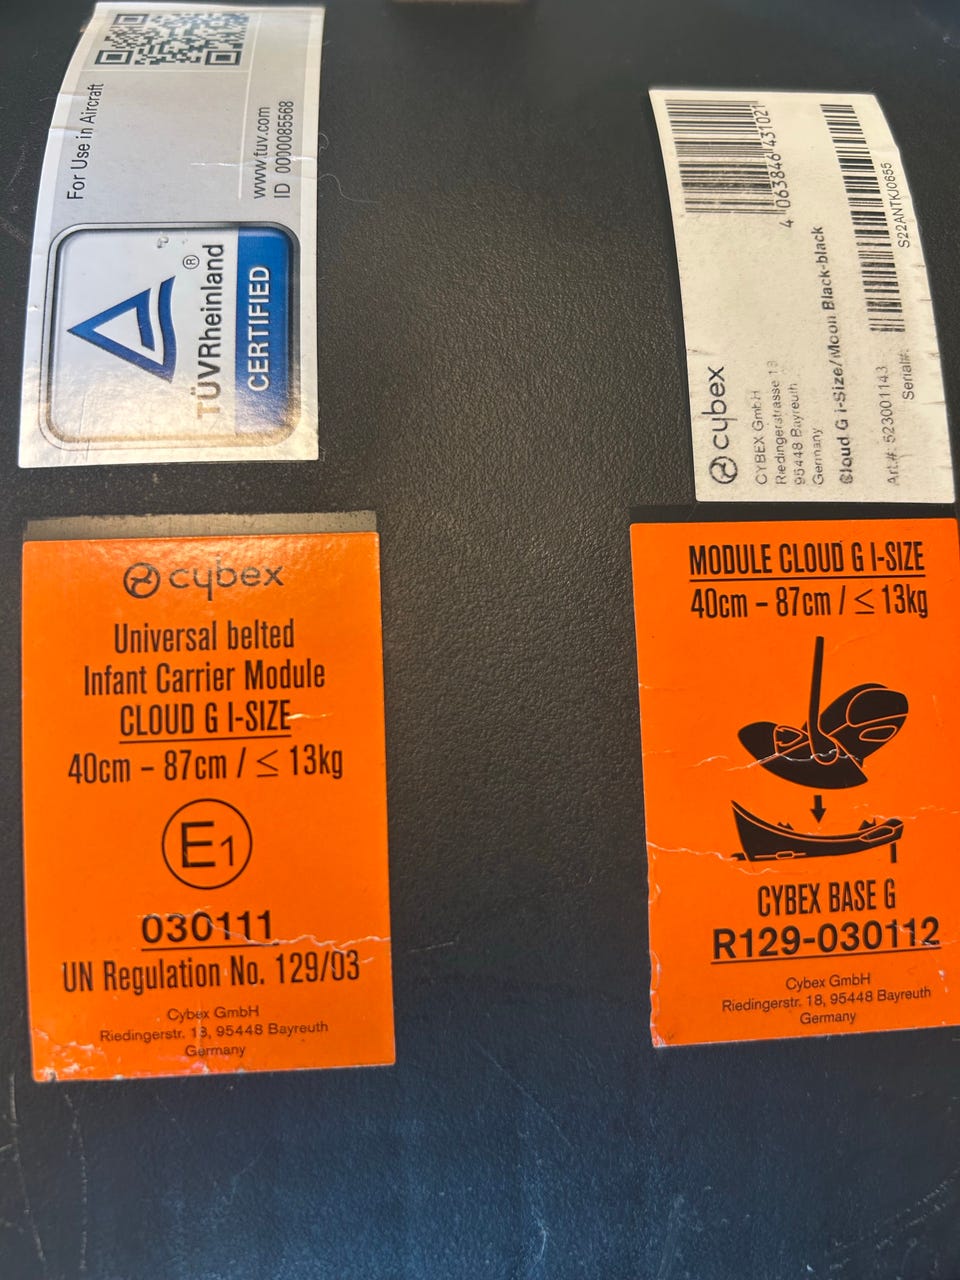 For Use in Aircraft
www.tuv.com
ID 0000085568
TÜVRheinland
®
CERTIFIED
4 063846 431021
cybex
CYBEX GmbH
Riedingerstrasse 18
95448 Bayreuth
Germany
Cloud G i-Size/Moon Black-black
Art.#: 523001143
Serial#:
S22ANTKJ0655
cybex
Universal belted
Infant Carrier Module
CLOUD G I-SIZE
40cm – 87cm / ≤ 13kg
E1
030111
UN Regulation No. 129/03
Cybex GmbH
Riedingerstr. 18, 95448 Bayreuth
Germany
MODULE CLOUD G I-SIZE
40cm – 87cm / ≤ 13kg
CYBEX BASE G
R129-030112
Cybex GmbH
Riedingerstr. 18, 95448 Bayreuth
Germany